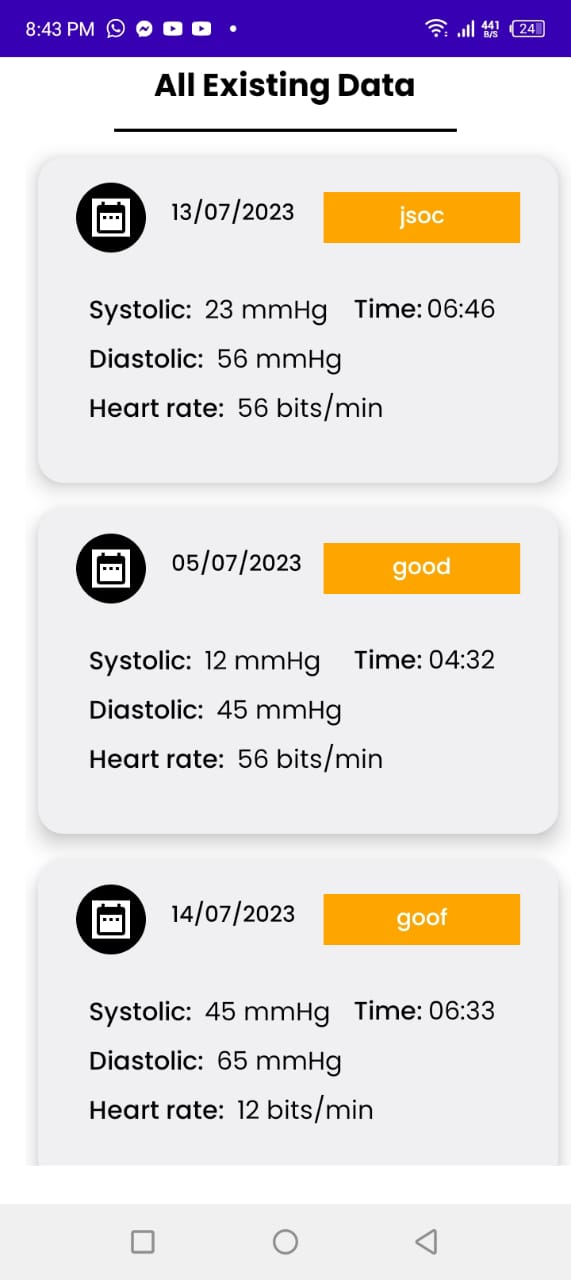 8:43 PM 441 B/S 24
All Existing Data
13/07/2023 jsoc
Systolic: 23 mmHg Time: 06:46
Diastolic: 56 mmHg
Heart rate: 56 bits/min
05/07/2023 good
Systolic: 12 mmHg Time: 04:32
Diastolic: 45 mmHg
Heart rate: 56 bits/min
14/07/2023 goof
Systolic: 45 mmHg Time: 06:33
Diastolic: 65 mmHg
Heart rate: 12 bits/min